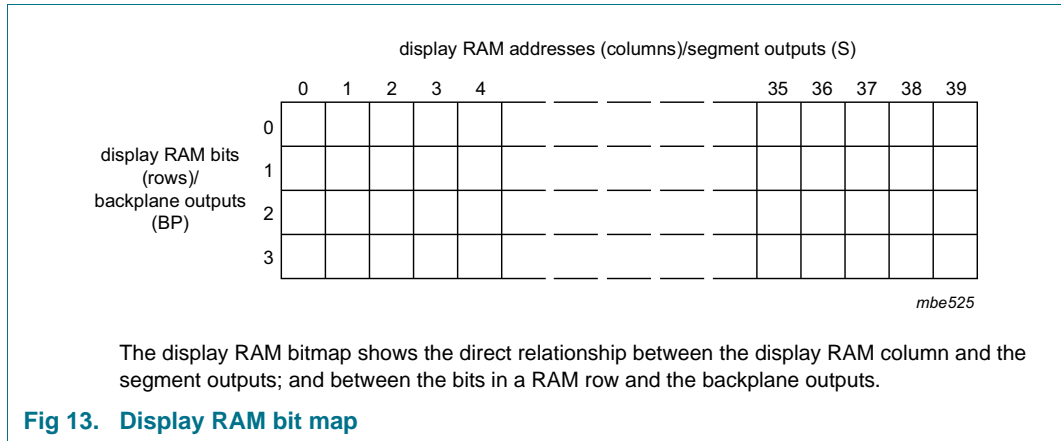 display RAM addresses (columns)/segment outputs (S)
0 1 2 3 4 35 36 37 38 39
0
display RAM bits
1
(rows)/
backplane outputs
2
(BP)
3
mbe525
The display RAM bitmap shows the direct relationship between the display RAM column and the
segment outputs; and between the bits in a RAM row and the backplane outputs.
Fig 13. Display RAM bit map